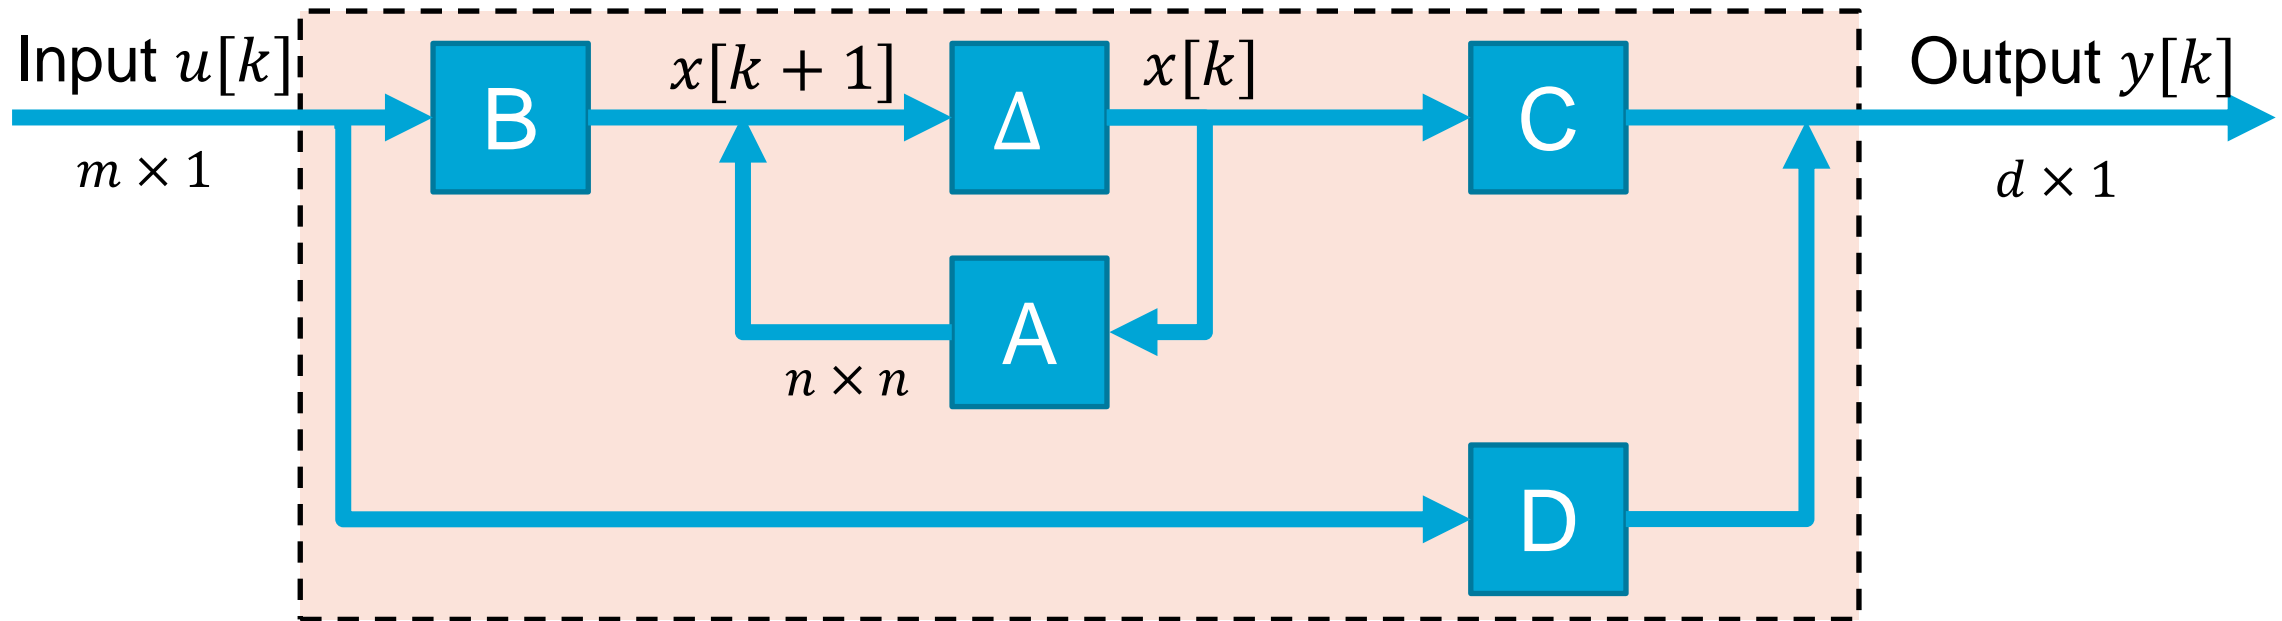 Input u[k]
m × 1
B
x[k + 1]
Δ
x[k]
C
Output y[k]
d × 1
A
n × n
D